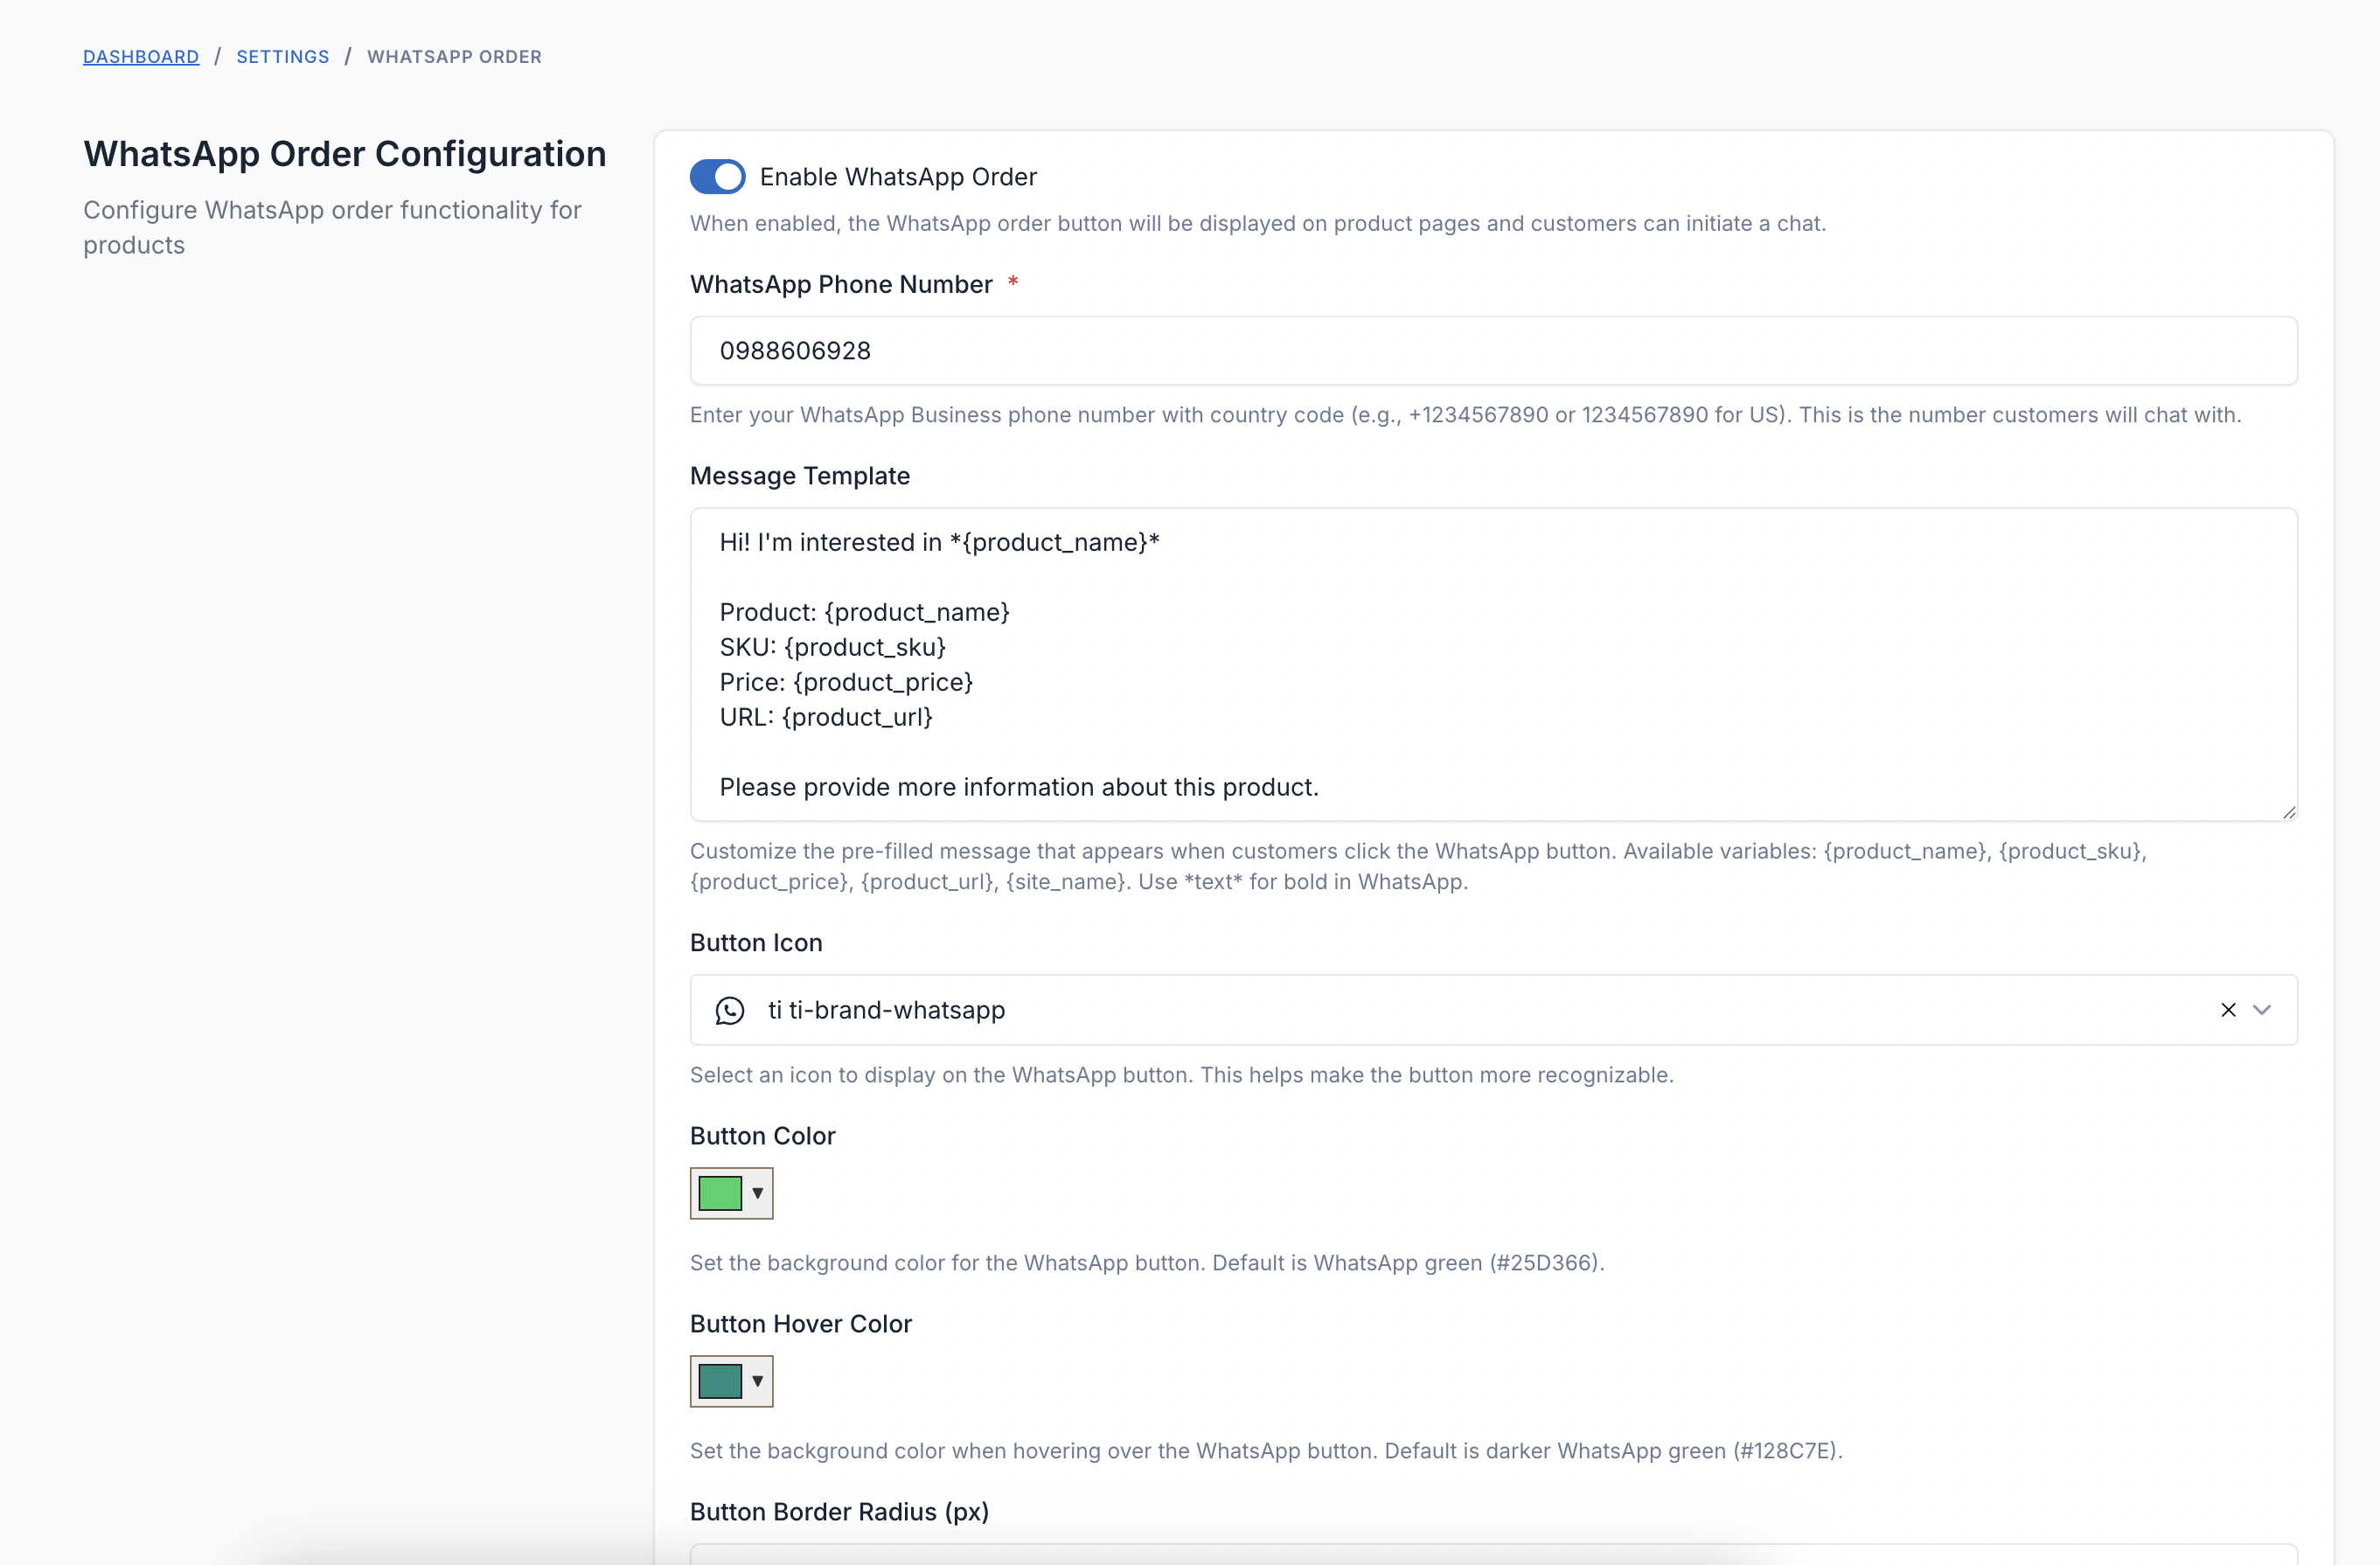 DASHBOARD / SETTINGS / WHATSAPP ORDER
WhatsApp Order Configuration
Configure WhatsApp order functionality for
products
Enable WhatsApp Order
When enabled, the WhatsApp order button will be displayed on product pages and customers can initiate a chat.
WhatsApp Phone Number *
0988606928
Enter your WhatsApp Business phone number with country code (e.g., +1234567890 or 1234567890 for US). This is the number customers will chat with.
Message Template
Hi! I'm interested in *{product_name}*
Product: {product_name}
SKU: {product_sku}
Price: {product_price}
URL: {product_url}
Please provide more information about this product.
Customize the pre-filled message that appears when customers click the WhatsApp button. Available variables: {product_name}, {product_sku},
{product_price}, {product_url}, {site_name}. Use *text* for bold in WhatsApp.
Button Icon
ti ti-brand-whatsapp
Select an icon to display on the WhatsApp button. This helps make the button more recognizable.
Button Color
Set the background color for the WhatsApp button. Default is WhatsApp green (#25D366).
Button Hover Color
Set the background color when hovering over the WhatsApp button. Default is darker WhatsApp green (#128C7E).
Button Border Radius (px)